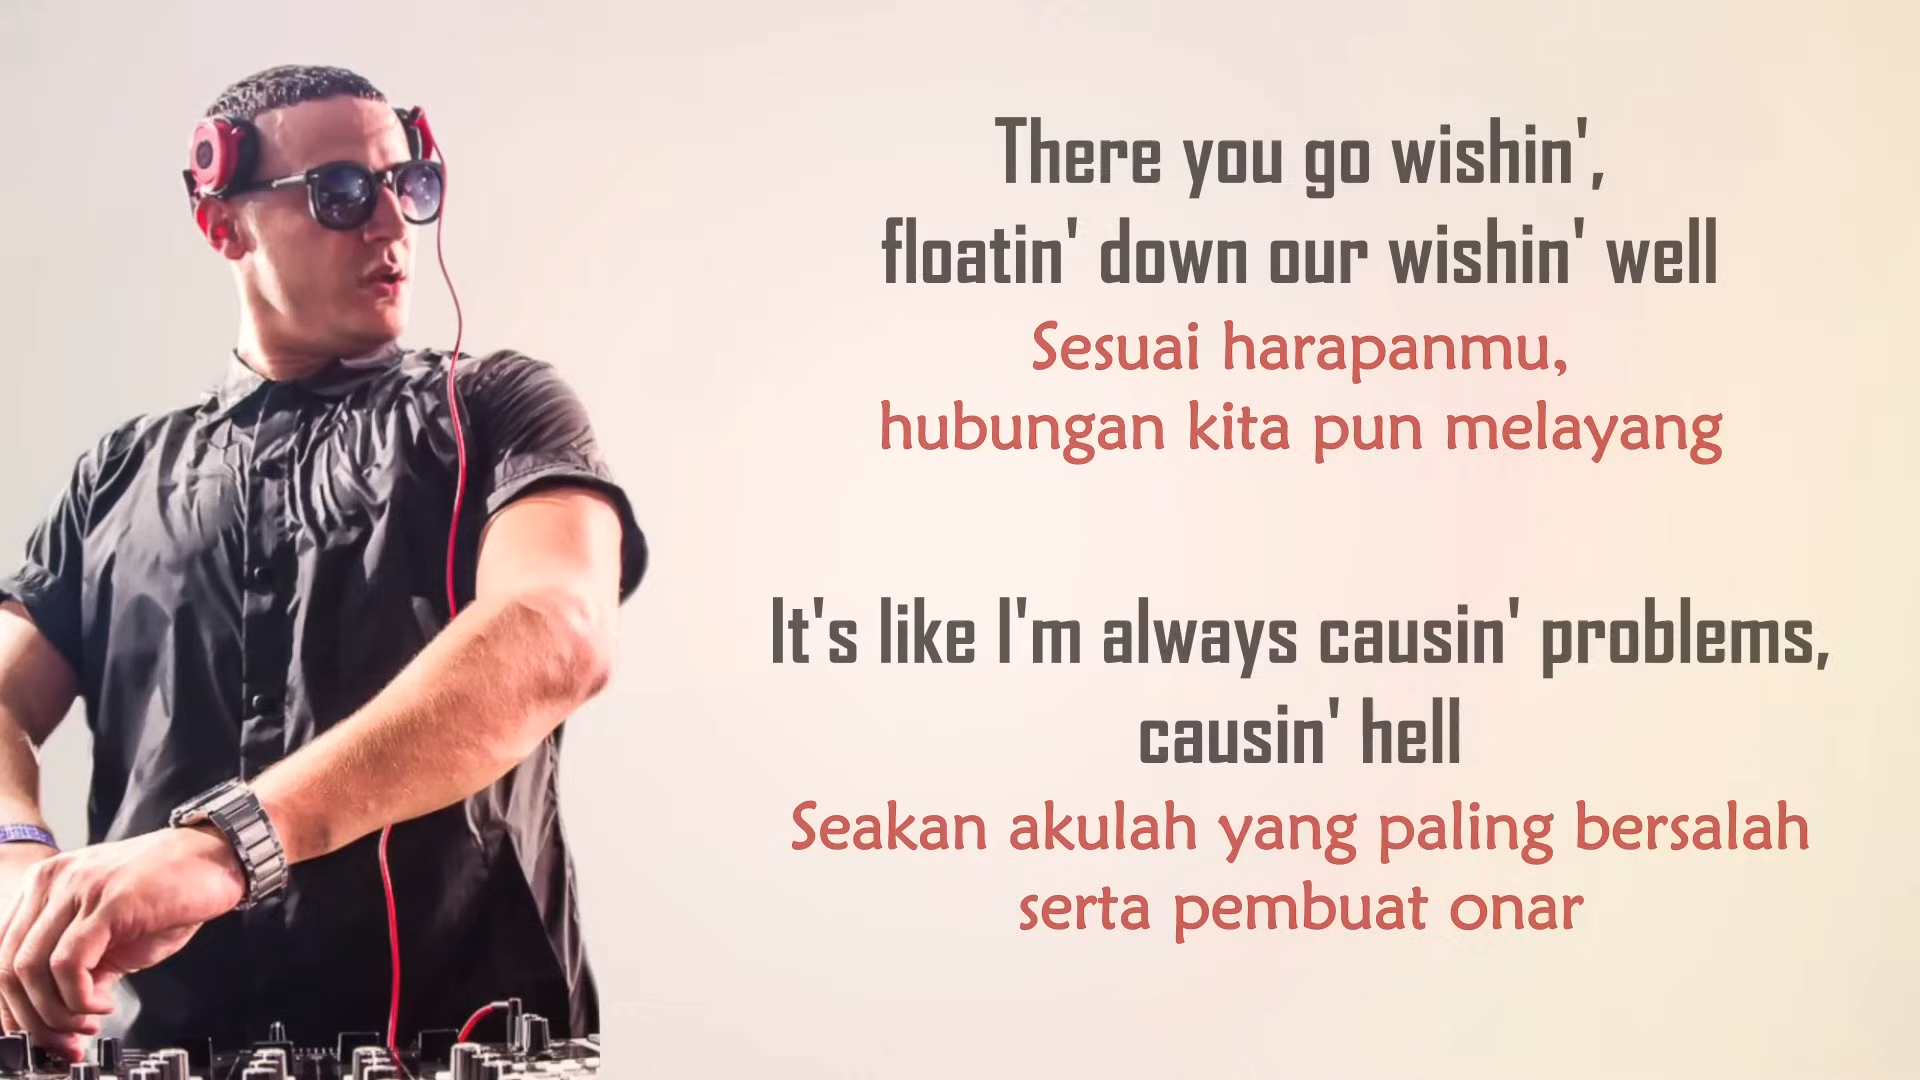 There you go wishin',
floatin' down our wishin' well
Sesuai harapanmu,
hubungan kita pun melayang
It's like I'm always causin' problems,
causin' hell
Seakan akulah yang paling bersalah
serta pembuat onar